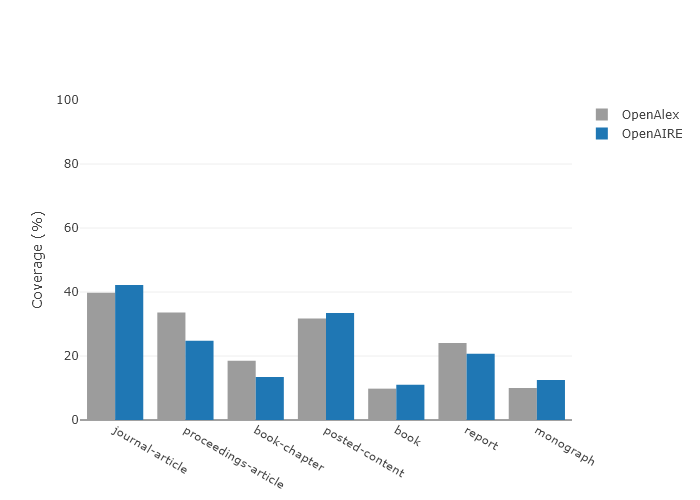 100
80
60
40
20
0
Coverage (%)
journal-article
proceedings-article
book-chapter
posted-content
book
report
monograph
OpenAlex
OpenAIRE